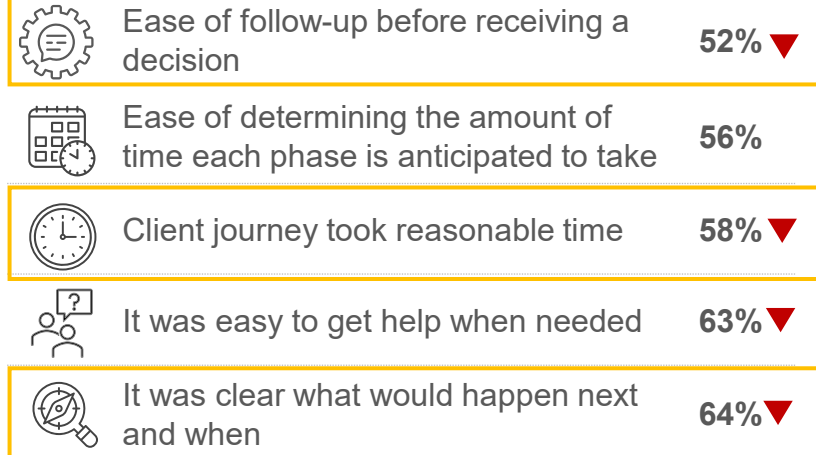 Ease of follow-up before receiving a
decision
52%
Ease of determining the amount of
time each phase is anticipated to take
56%
Client journey took reasonable time
58%
?
It was easy to get help when needed
63%
It was clear what would happen next
and when
64%